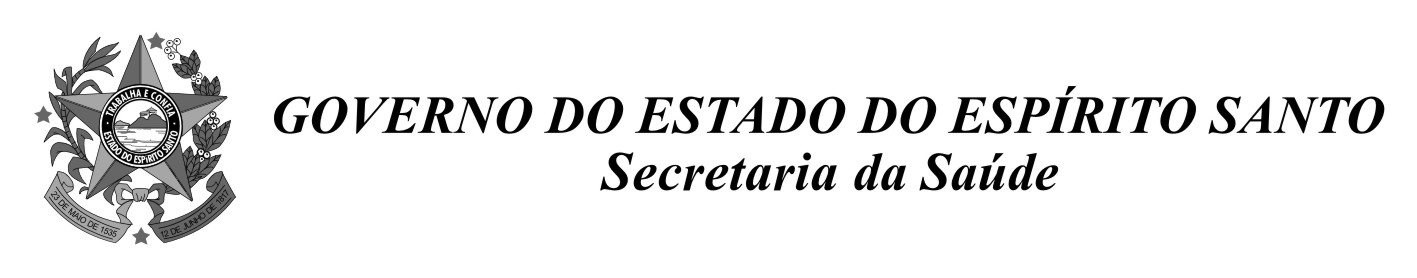 TRABALHA E CONFIA
ESTADO DO ESPIRITO SANTO
23 DE MAIO DE 1535
12 DE JUNHO DE 1817
GOVERNO DO ESTADO DO ESPÍRITO SANTO
Secretaria da Saúde